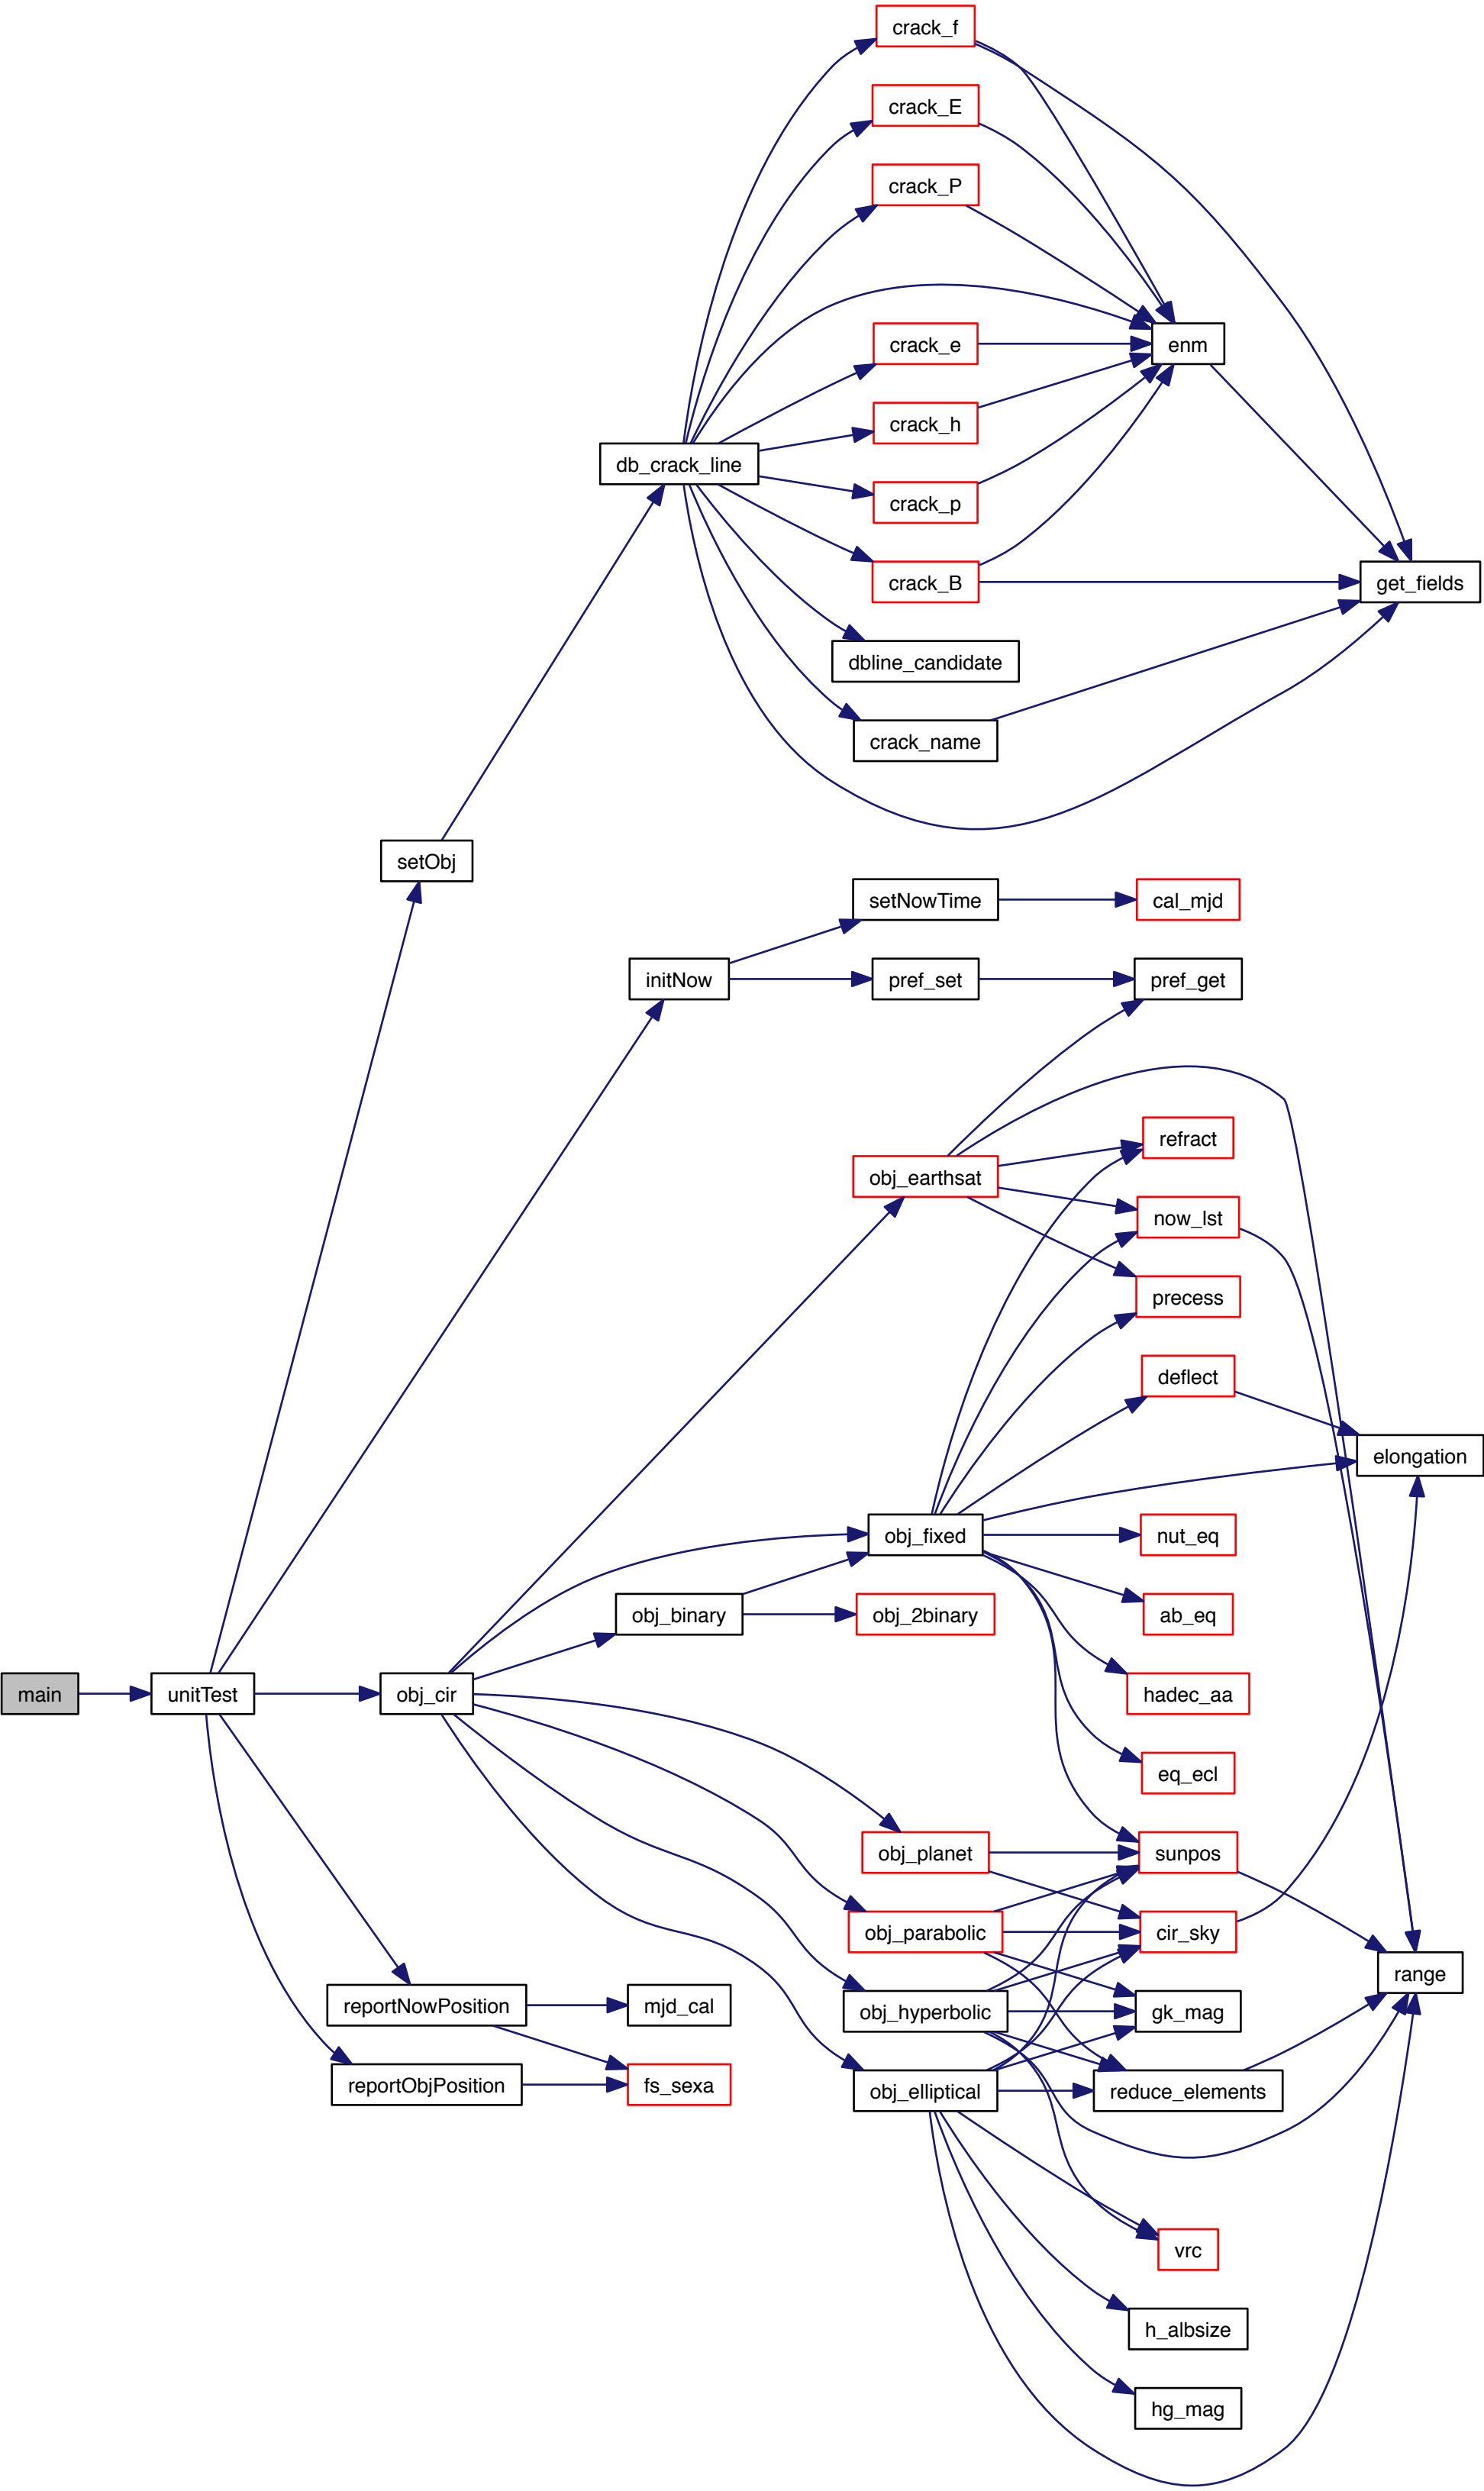 crack_f
crack_E
crack_P
crack_e
enm
crack_h
db_crack_line
crack_p
crack_B
get_fields
dbline_candidate
crack_name
setObj
setNowTime
cal_mjd
initNow
pref_set
pref_get
refract
obj_earthsat
now_lst
precess
deflect
elongation
obj_fixed
nut_eq
obj_binary
obj_2binary
ab_eq
main
unitTest
obj_cir
hadec_aa
eq_ecl
obj_planet
sunpos
obj_parabolic
cir_sky
range
reportNowPosition
mjd_cal
obj_hyperbolic
gk_mag
reportObjPosition
fs_sexa
obj_elliptical
reduce_elements
vrc
h_albsize
hg_mag